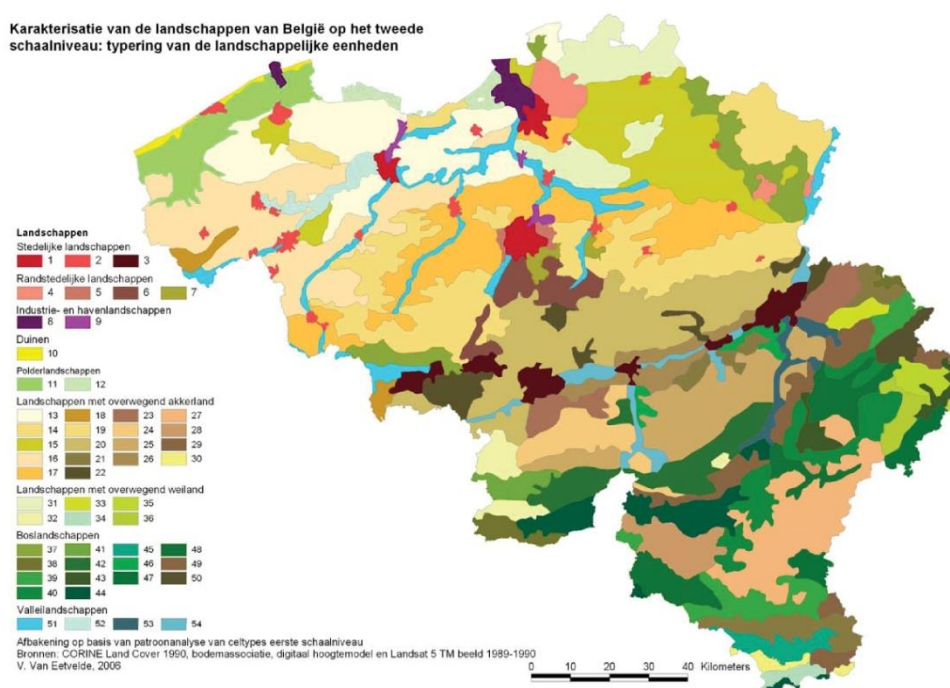 Karakterisatie van de landschappen van België op het tweede
schaalniveau: typering van de landschappelijke eenheden
Landschappen
Stedelijke landschappen
1 2 3
Randstedelijke landschappen
4 5 6 7
Industrie- en havenlandschappen
8 9
Duinen
10
Polderlandschappen
11 12
Landschappen met overwegend akkerland
13 18 23 27
14 19 24 28
15 20 25 29
16 21 26 30
17 22
Landschappen met overwegend weiland
31 33 35
32 34 36
Boslandschappen
37 41 45 48
38 42 46 49
39 43 47 50
40 44
Valleilandschappen
51 52 53 54
Afbakening op basis van patroonanalyse van celtypes eerste schaalniveau
Bronnen: CORINE Land Cover 1990, bodemassociatie, digitaal hoogtemodel en Landsat 5 TM beeld 1989-1990
V. Van Eetvelde, 2006
0 10 20 30 40 Kilometers